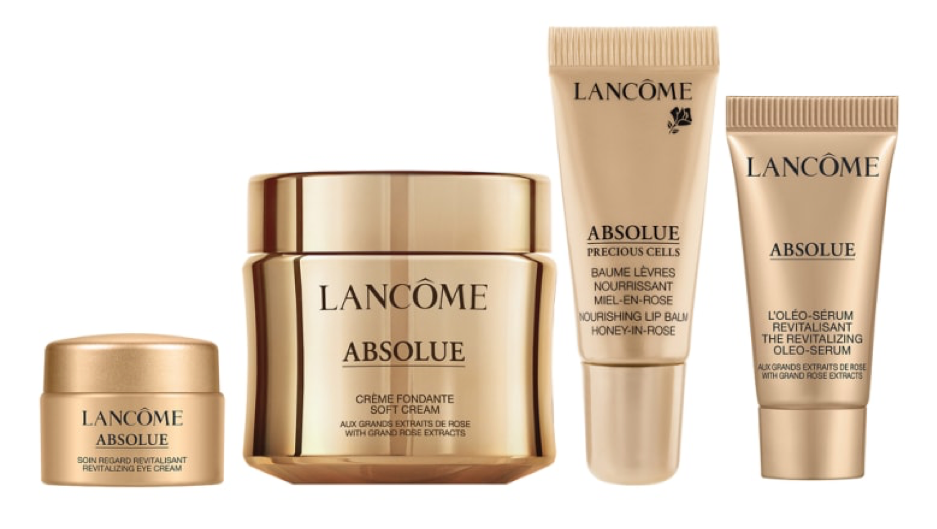 LANCÔME
ABSOLUE
SOIN REGARD REVITALISANT
REVITALIZING EYE CREAM
LANCÔME
ABSOLUE
CRÈME FONDANTE
SOFT CREAM
AUX GRANDS EXTRAITS DE ROSE
WITH GRAND ROSE EXTRACTS
LANCÔME
ABSOLUE
PRECIOUS CELLS
BAUME LÈVRES
NOURRISSANT
MIEL-EN-ROSE
NOURISHING LIP BALM
HONEY-IN-ROSE
LANCÔME
ABSOLUE
L'OLÉO-SÉRUM
REVITALISANT
THE REVITALIZING
OLEO-SERUM
AUX GRANDS EXTRAITS DE ROSE
WITH GRAND ROSE EXTRACTS